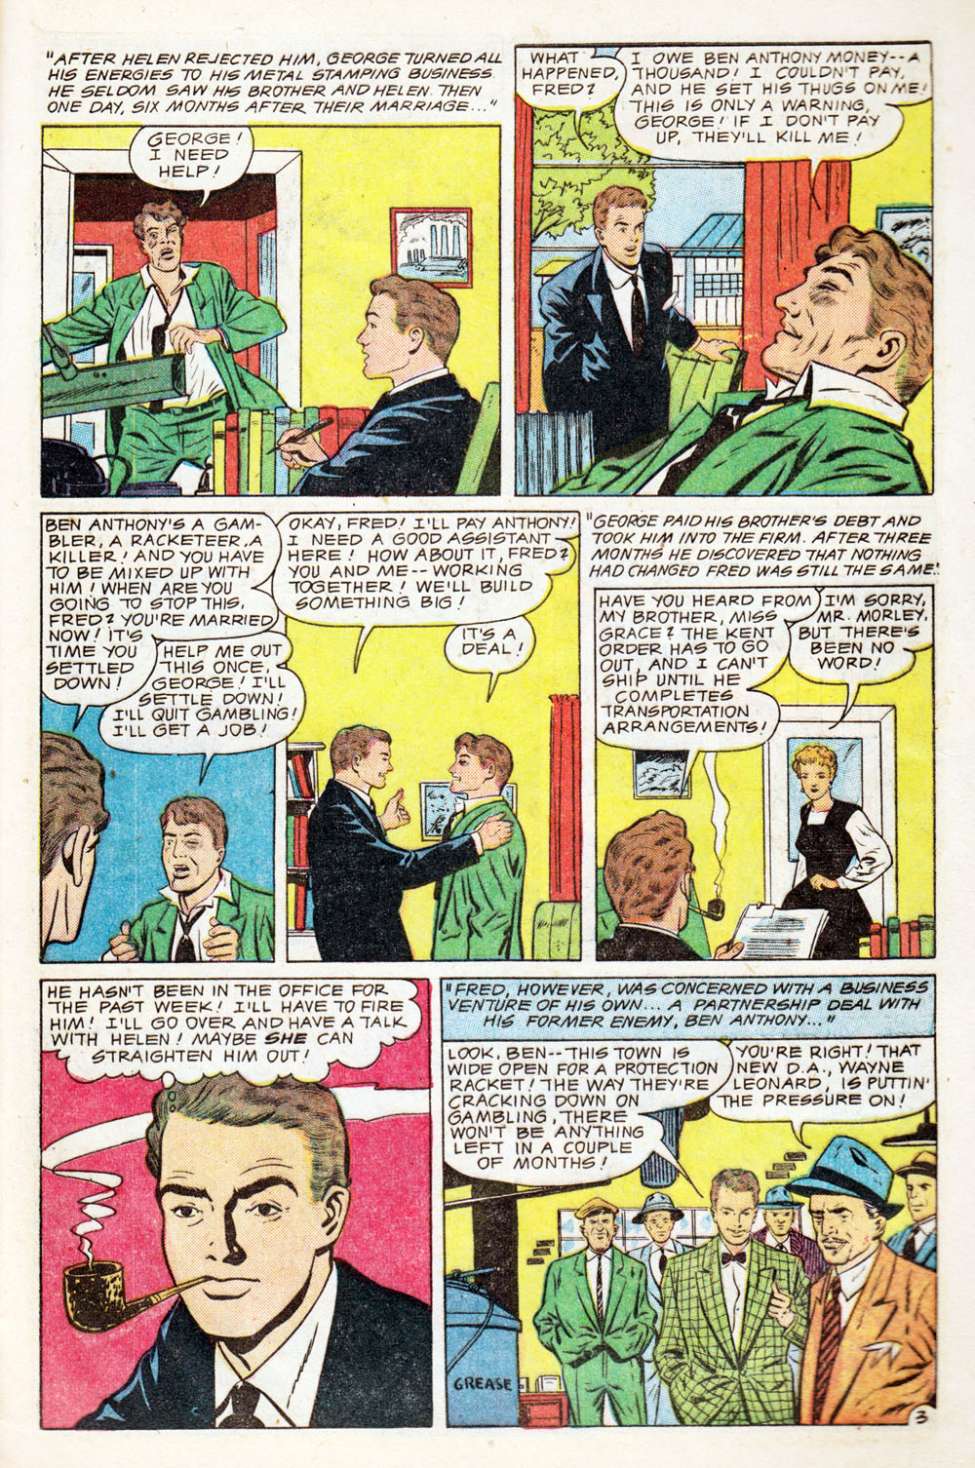 "AFTER HELEN REJECTED HIM, GEORGE TURNED ALL
HIS ENERGIES TO HIS METAL STAMPING BUSINESS
HE SELDOM SAW HIS BROTHER AND HELEN. THEN
ONE DAY, SIX MONTHS AFTER THEIR MARRIAGE..."
GEORGE!
I NEED
HELP!
WHAT
HAPPENED,
FRED?
I OWE BEN ANTHONY MONEY--A
THOUSAND! I COULDN'T PAY,
AND HE SET HIS THUGS ON ME!
THIS IS ONLY A WARNING,
GEORGE! IF I DON'T PAY
UP, THEY'LL KILL ME!
BEN ANTHONY'S A GAM-
BLER, A RACKETEER, A
KILLER! AND YOU HAVE
TO BE MIXED UP WITH
HIM! WHEN ARE YOU
GOING TO STOP THIS,
FRED? YOU'RE MARRIED
NOW! IT'S
TIME YOU
SETTLED
DOWN!
HELP ME OUT
THIS ONCE,
GEORGE! I'LL
SETTLE DOWN!
I'LL QUIT GAMBLING!
I'LL GET A JOB!
OKAY, FRED! I'LL PAY ANTHONY!
I NEED A GOOD ASSISTANT
HERE! HOW ABOUT IT, FRED?
YOU AND ME--WORKING
TOGETHER! WE'LL BUILD
SOMETHING BIG!
IT'S A
DEAL!
"GEORGE PAID HIS BROTHER'S DEBT AND
TOOK HIM INTO THE FIRM. AFTER THREE
MONTHS HE DISCOVERED THAT NOTHING
HAD CHANGED FRED WAS STILL THE SAME."
HAVE YOU HEARD FROM
MY BROTHER, MISS
GRACE? THE KENT
ORDER HAS TO GO
OUT, AND I CAN'T
SHIP UNTIL HE
COMPLETES
TRANSPORTATION
ARRANGEMENTS!
I'M SORRY,
MR. MORLEY,
BUT THERE'S
BEEN NO
WORD!
HE HASN'T BEEN IN THE OFFICE FOR
THE PAST WEEK! I'LL HAVE TO FIRE
HIM! I'LL GO OVER AND HAVE A TALK
WITH HELEN! MAYBE SHE CAN
STRAIGHTEN HIM OUT!
"FRED, HOWEVER, WAS CONCERNED WITH A BUSINESS
VENTURE OF HIS OWN... A PARTNERSHIP DEAL WITH
HIS FORMER ENEMY, BEN ANTHONY..."
LOOK, BEN--THIS TOWN IS
WIDE OPEN FOR A PROTECTION
RACKET! THE WAY THEY'RE
CRACKING DOWN ON
GAMBLING, THERE
WON'T BE ANYTHING
LEFT IN A COUPLE
OF MONTHS!
YOU'RE RIGHT! THAT
NEW D.A., WAYNE
LEONARD, IS PUTTIN'
THE PRESSURE ON!
GREASE
3